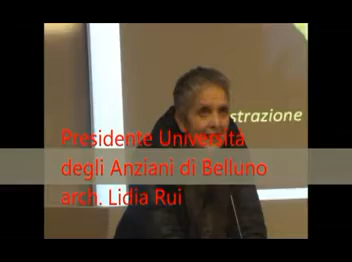 strazione
Presidente Università
degli Anziani di Belluno
arch. Lidia Rui